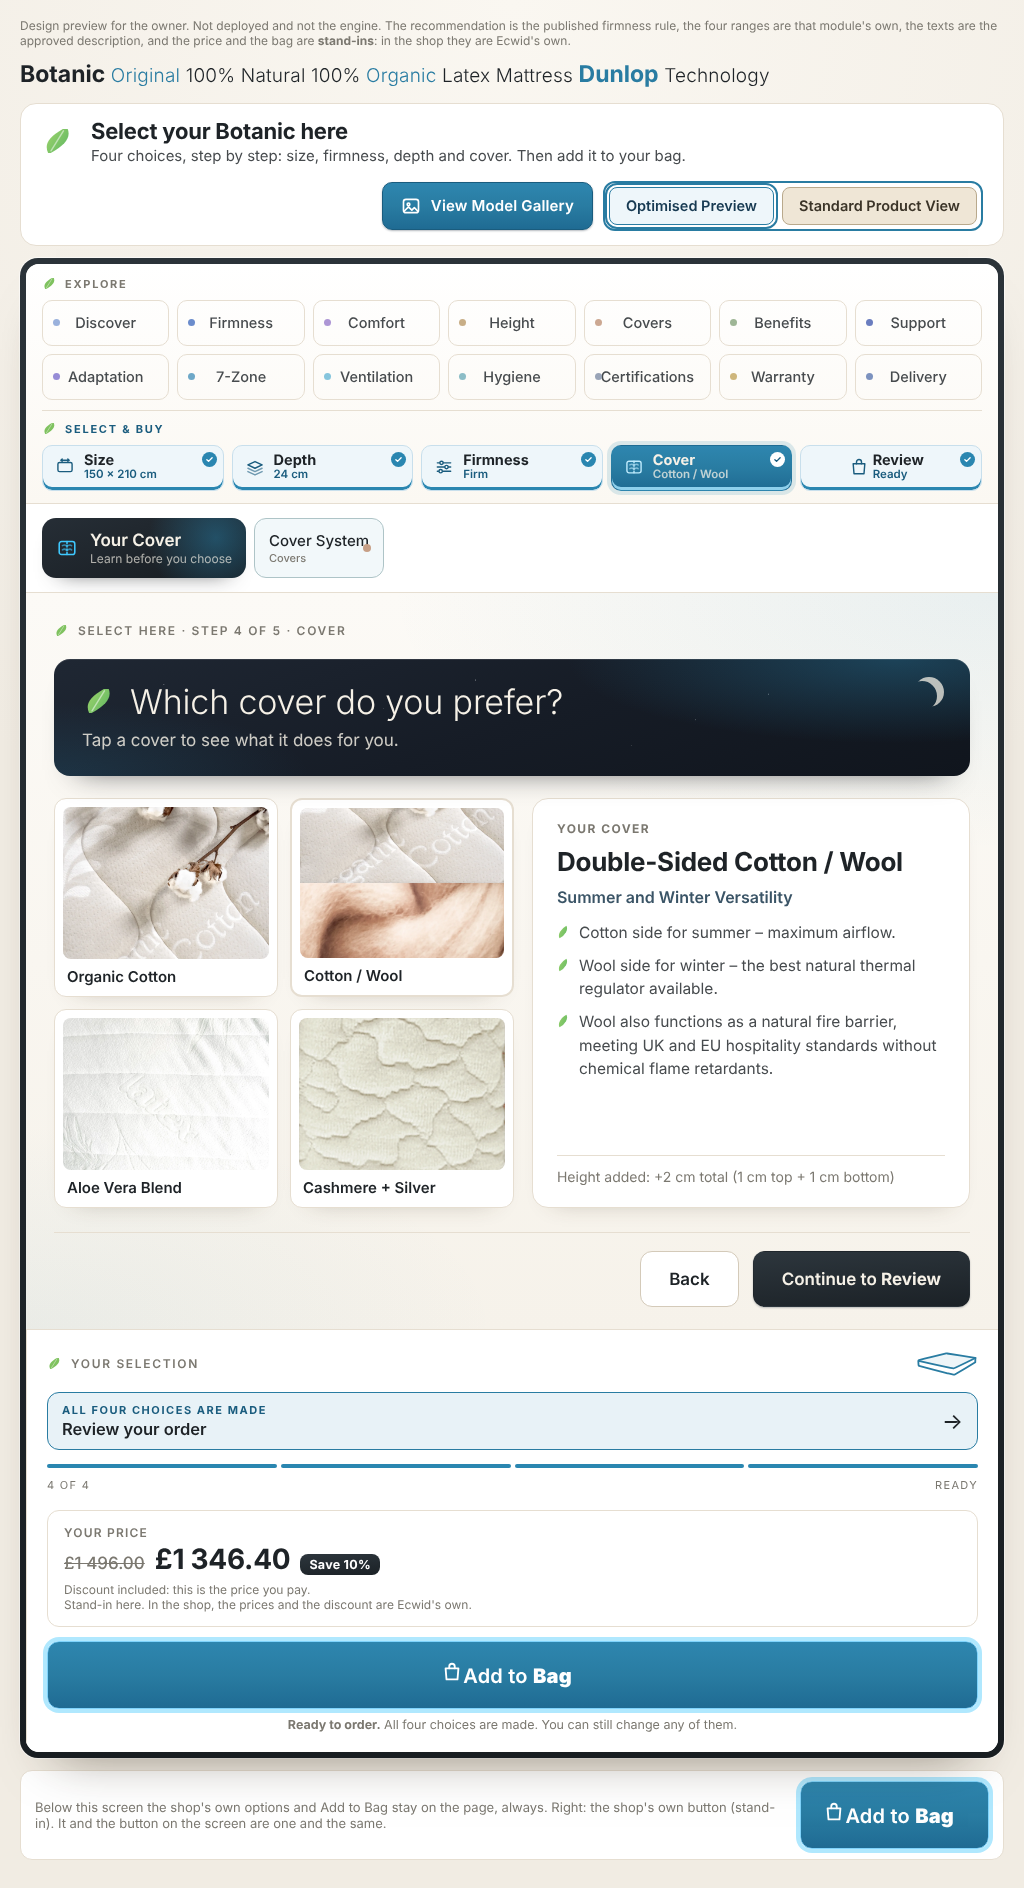 Design preview for the owner. Not deployed and not the engine. The recommendation is the published firmness rule, the four ranges are that module's own, the texts are the
approved description, and the price and the bag are stand-ins: in the shop they are Ecwid's own.
Botanic Original 100% Natural 100% Organic Latex Mattress Dunlop Technology
Select your Botanic here
Four choices, step by step: size, firmness, depth and cover. Then add it to your bag.
View Model Gallery
Optimised Preview
Standard Product View
EXPLORE
Discover
Firmness
Comfort
Height
Covers
Benefits
Support
Adaptation
7-Zone
Ventilation
Hygiene
Certifications
Warranty
Delivery
SELECT & BUY
Size
150 × 210 cm
Depth
24 cm
Firmness
Firm
Cover
Cotton / Wool
Review
Ready
Your Cover
Learn before you choose
Cover System
Covers
SELECT HERE · STEP 4 OF 5 · COVER
Which cover do you prefer?
Tap a cover to see what it does for you.
Organic Cotton
Cotton / Wool
Aloe Vera Blend
Cashmere + Silver
YOUR COVER
Double-Sided Cotton / Wool
Summer and Winter Versatility
Cotton side for summer – maximum airflow.
Wool side for winter – the best natural thermal
regulator available.
Wool also functions as a natural fire barrier,
meeting UK and EU hospitality standards without
chemical flame retardants.
Height added: +2 cm total (1 cm top + 1 cm bottom)
Back
Continue to Review
YOUR SELECTION
ALL FOUR CHOICES ARE MADE
Review your order
4 OF 4
READY
YOUR PRICE
£1 496.00 £1 346.40 Save 10%
Discount included: this is the price you pay.
Stand-in here. In the shop, the prices and the discount are Ecwid's own.
Add to Bag
Ready to order. All four choices are made. You can still change any of them.
Below this screen the shop's own options and Add to Bag stay on the page, always. Right: the shop's own button (stand-
in). It and the button on the screen are one and the same.
Add to Bag